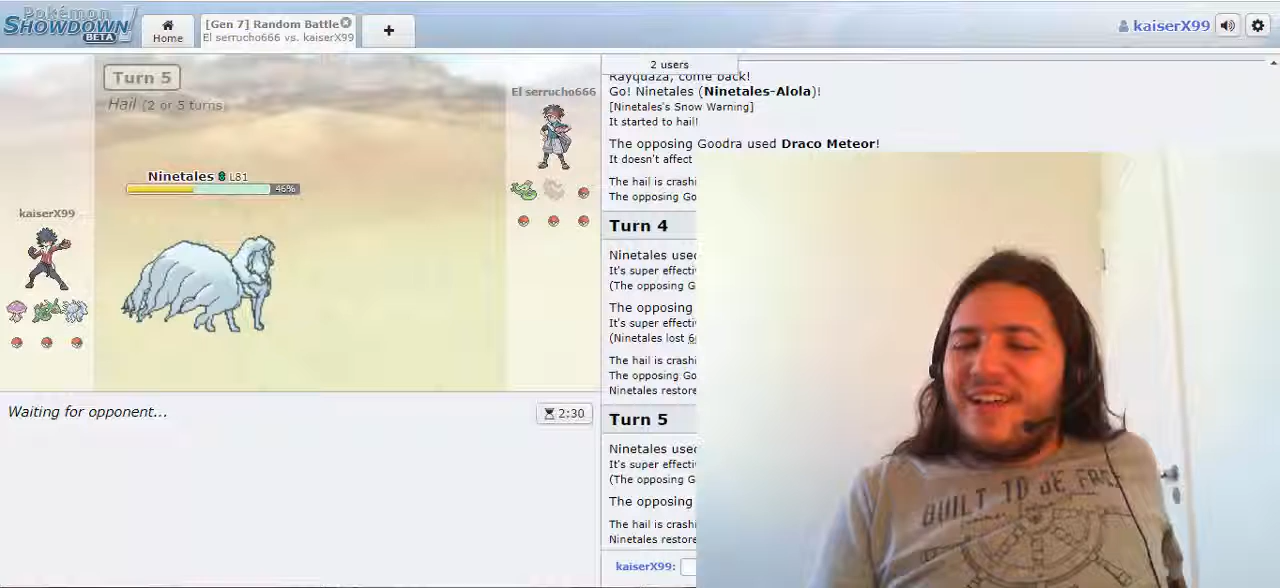 Pokémon
SHOWDOWN!
BETA
Home
[Gen 7] Random Battle
El serrucho666 vs. kaiserX99
+
kaiserX99
Turn 5
Hail (2 or 5 turns)
El serrucho666
Ninetales L81
46%
kaiserX99
Waiting for opponent...
2:30
2 users
Rayquaza, come back!
Go! Ninetales (Ninetales-Alola)!
[Ninetales's Snow Warning]
It started to hail!
The opposing Goodra used Draco Meteor!
It doesn't affect
The hail is crashi
The opposing Go
Turn 4
Ninetales used
It's super effecti
(The opposing G
The opposing
It's super effecti
(Ninetales lost 6
The hail is crashi
The opposing Go
Ninetales restore
Turn 5
Ninetales used
It's super effecti
(The opposing G
The opposing
The hail is crashi
Ninetales restore
kaiserX99:
BUILT TO BE FREE